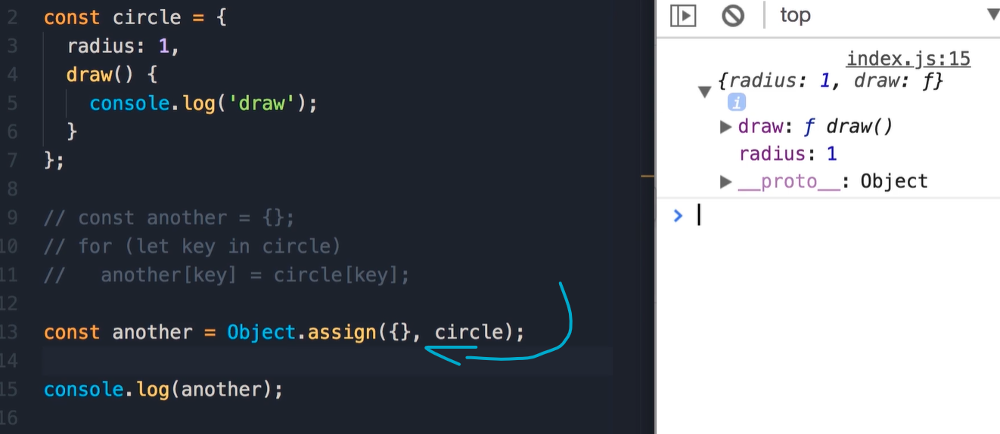 2 const circle = {
3   radius: 1,
4   draw() {
5     console.log('draw');
6   }
7 };
8
9 // const another = {};
10 // for (let key in circle)
11 //   another[key] = circle[key];
12
13 const another = Object.assign({}, circle);
14
15 console.log(another);
16
top
index.js:15
{radius: 1, draw: ƒ}
i
draw: ƒ draw()
radius: 1
__proto__: Object
>